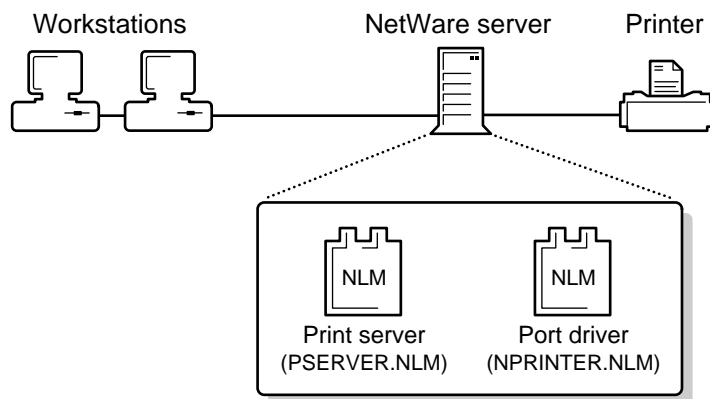 Workstations
NetWare server
Printer
NLM
NLM
Print server
(PSERVER.NLM)
Port driver
(NPRINTER.NLM)